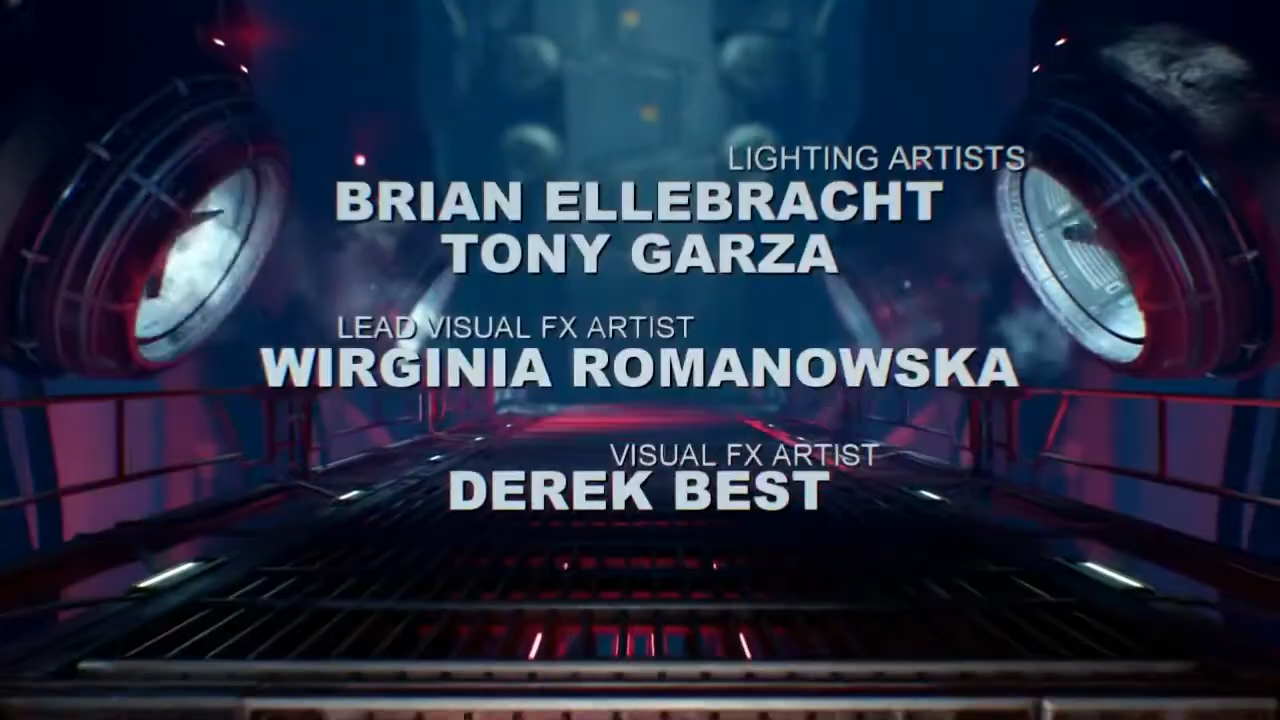 LIGHTING ARTISTS
BRIAN ELLEBRACHT
TONY GARZA
LEAD VISUAL FX ARTIST
WIRGINIA ROMANOWSKA
VISUAL FX ARTIST
DEREK BEST